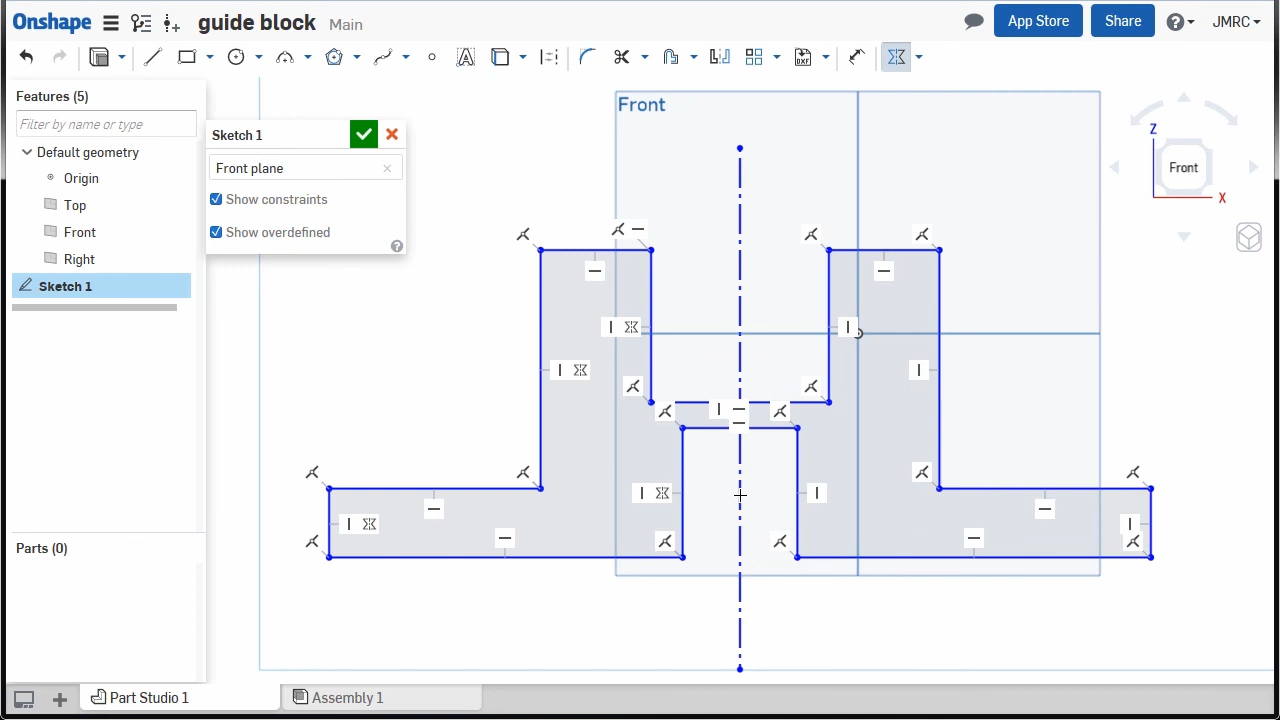 Onshape guide block Main App Store Share JMRC
Features (5)
Filter by name or type
Default geometry
Origin
Top
Front
Right
Sketch 1
Parts (0)
Sketch 1
Front plane
Show constraints
Show overdefined
Front
Z
Front
X
Part Studio 1
Assembly 1